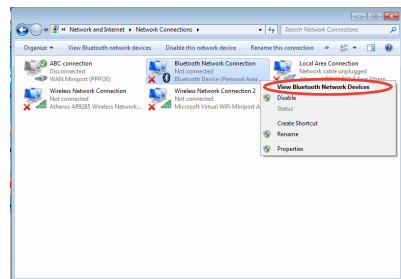 « Network and Internet ▸ Network Connections ▸
Search Network Connections
Organize ▾ View Bluetooth network devices Disable this network device Rename this connection »
ABC connection
Disconnected
WAN Miniport (PPPOE)
Bluetooth Network Connection
Not connected
Bluetooth Device (Personal Area
Local Area Connection
Network cable unplugged
Wireless Network Connection
Not connected
Atheros AR9285 Wireless Network...
Wireless Network Connection 2
Not connected
Microsoft Virtual WiFi Miniport A
View Bluetooth Network Devices
Disable
Status
Create Shortcut
Rename
Properties